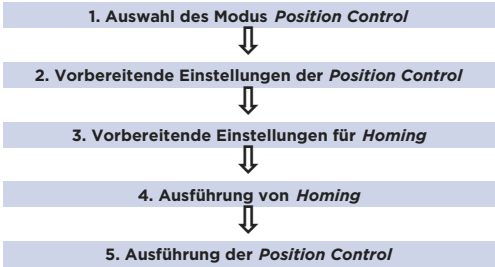 1. Auswahl des Modus Position Control
2. Vorbereitende Einstellungen der Position Control
3. Vorbereitende Einstellungen für Homing
4. Ausführung von Homing
5. Ausführung der Position Control